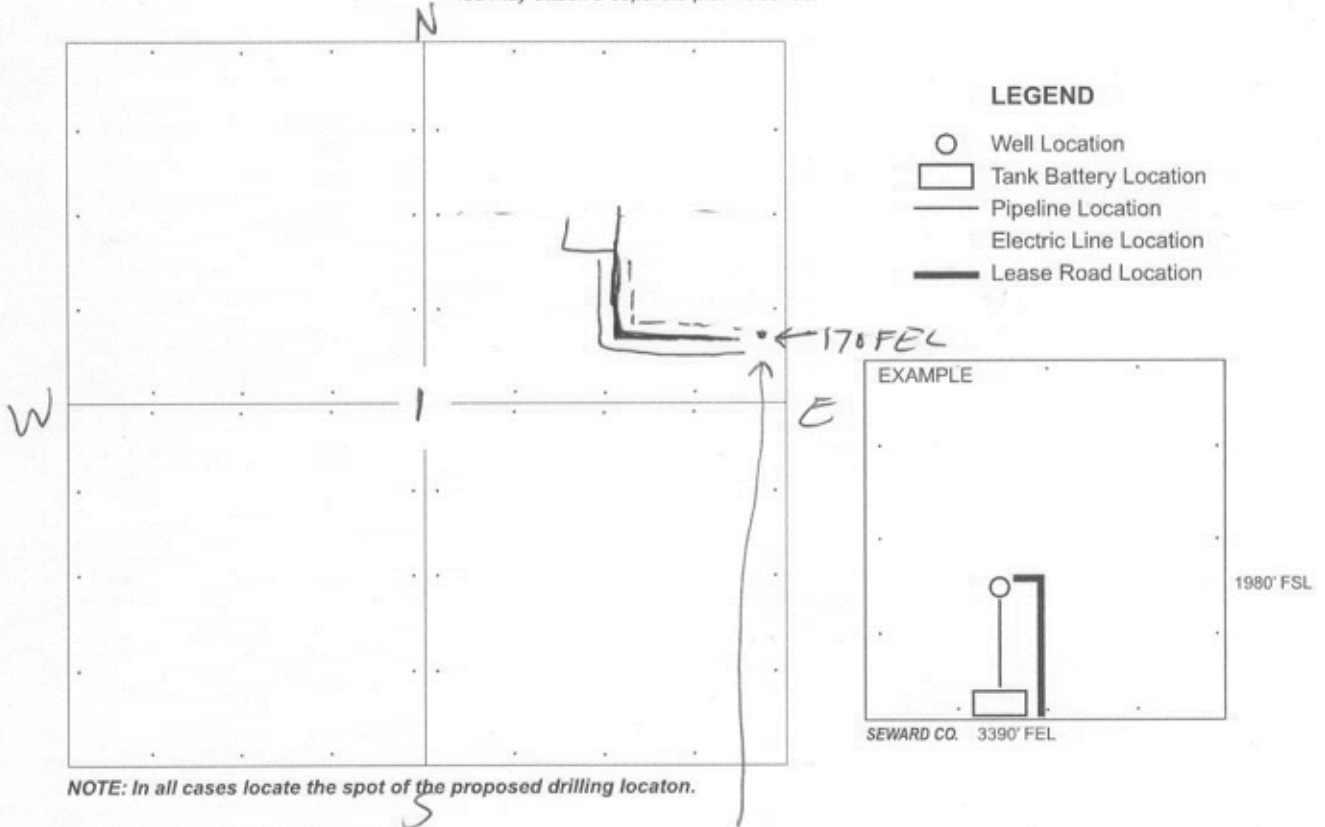 N
LEGEND
Well Location
Tank Battery Location
Pipeline Location
Electric Line Location
Lease Road Location
170 FEL
EXAMPLE
W
1
E
1980' FSL
SEWARD CO. 3390' FEL
NOTE: In all cases locate the spot of the proposed drilling locaton.
S